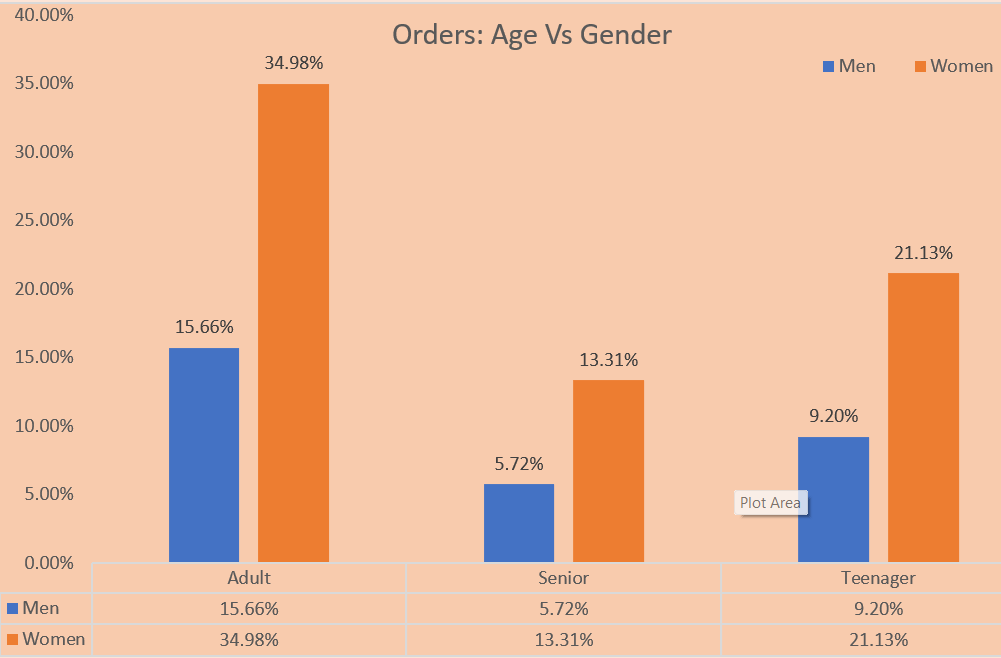 Orders: Age Vs Gender
Men Women
40.00%
35.00%
30.00%
25.00%
20.00%
15.00%
10.00%
5.00%
0.00%
34.98%
15.66%
13.31%
5.72%
21.13%
9.20%
Plot Area
Adult Senior Teenager
Men 15.66% 5.72% 9.20%
Women 34.98% 13.31% 21.13%